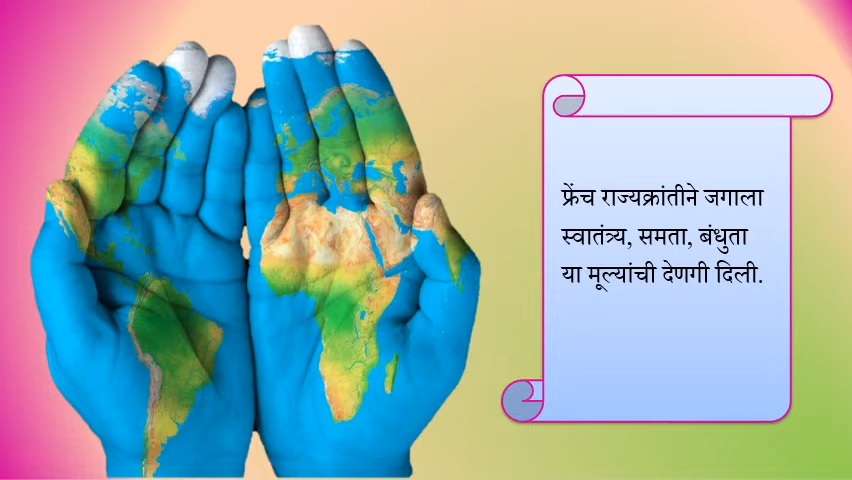 फ्रेंच राज्यक्रांतीने जगाला
स्वातंत्र्य, समता, बंधुता
या मूल्यांची देणगी दिली.